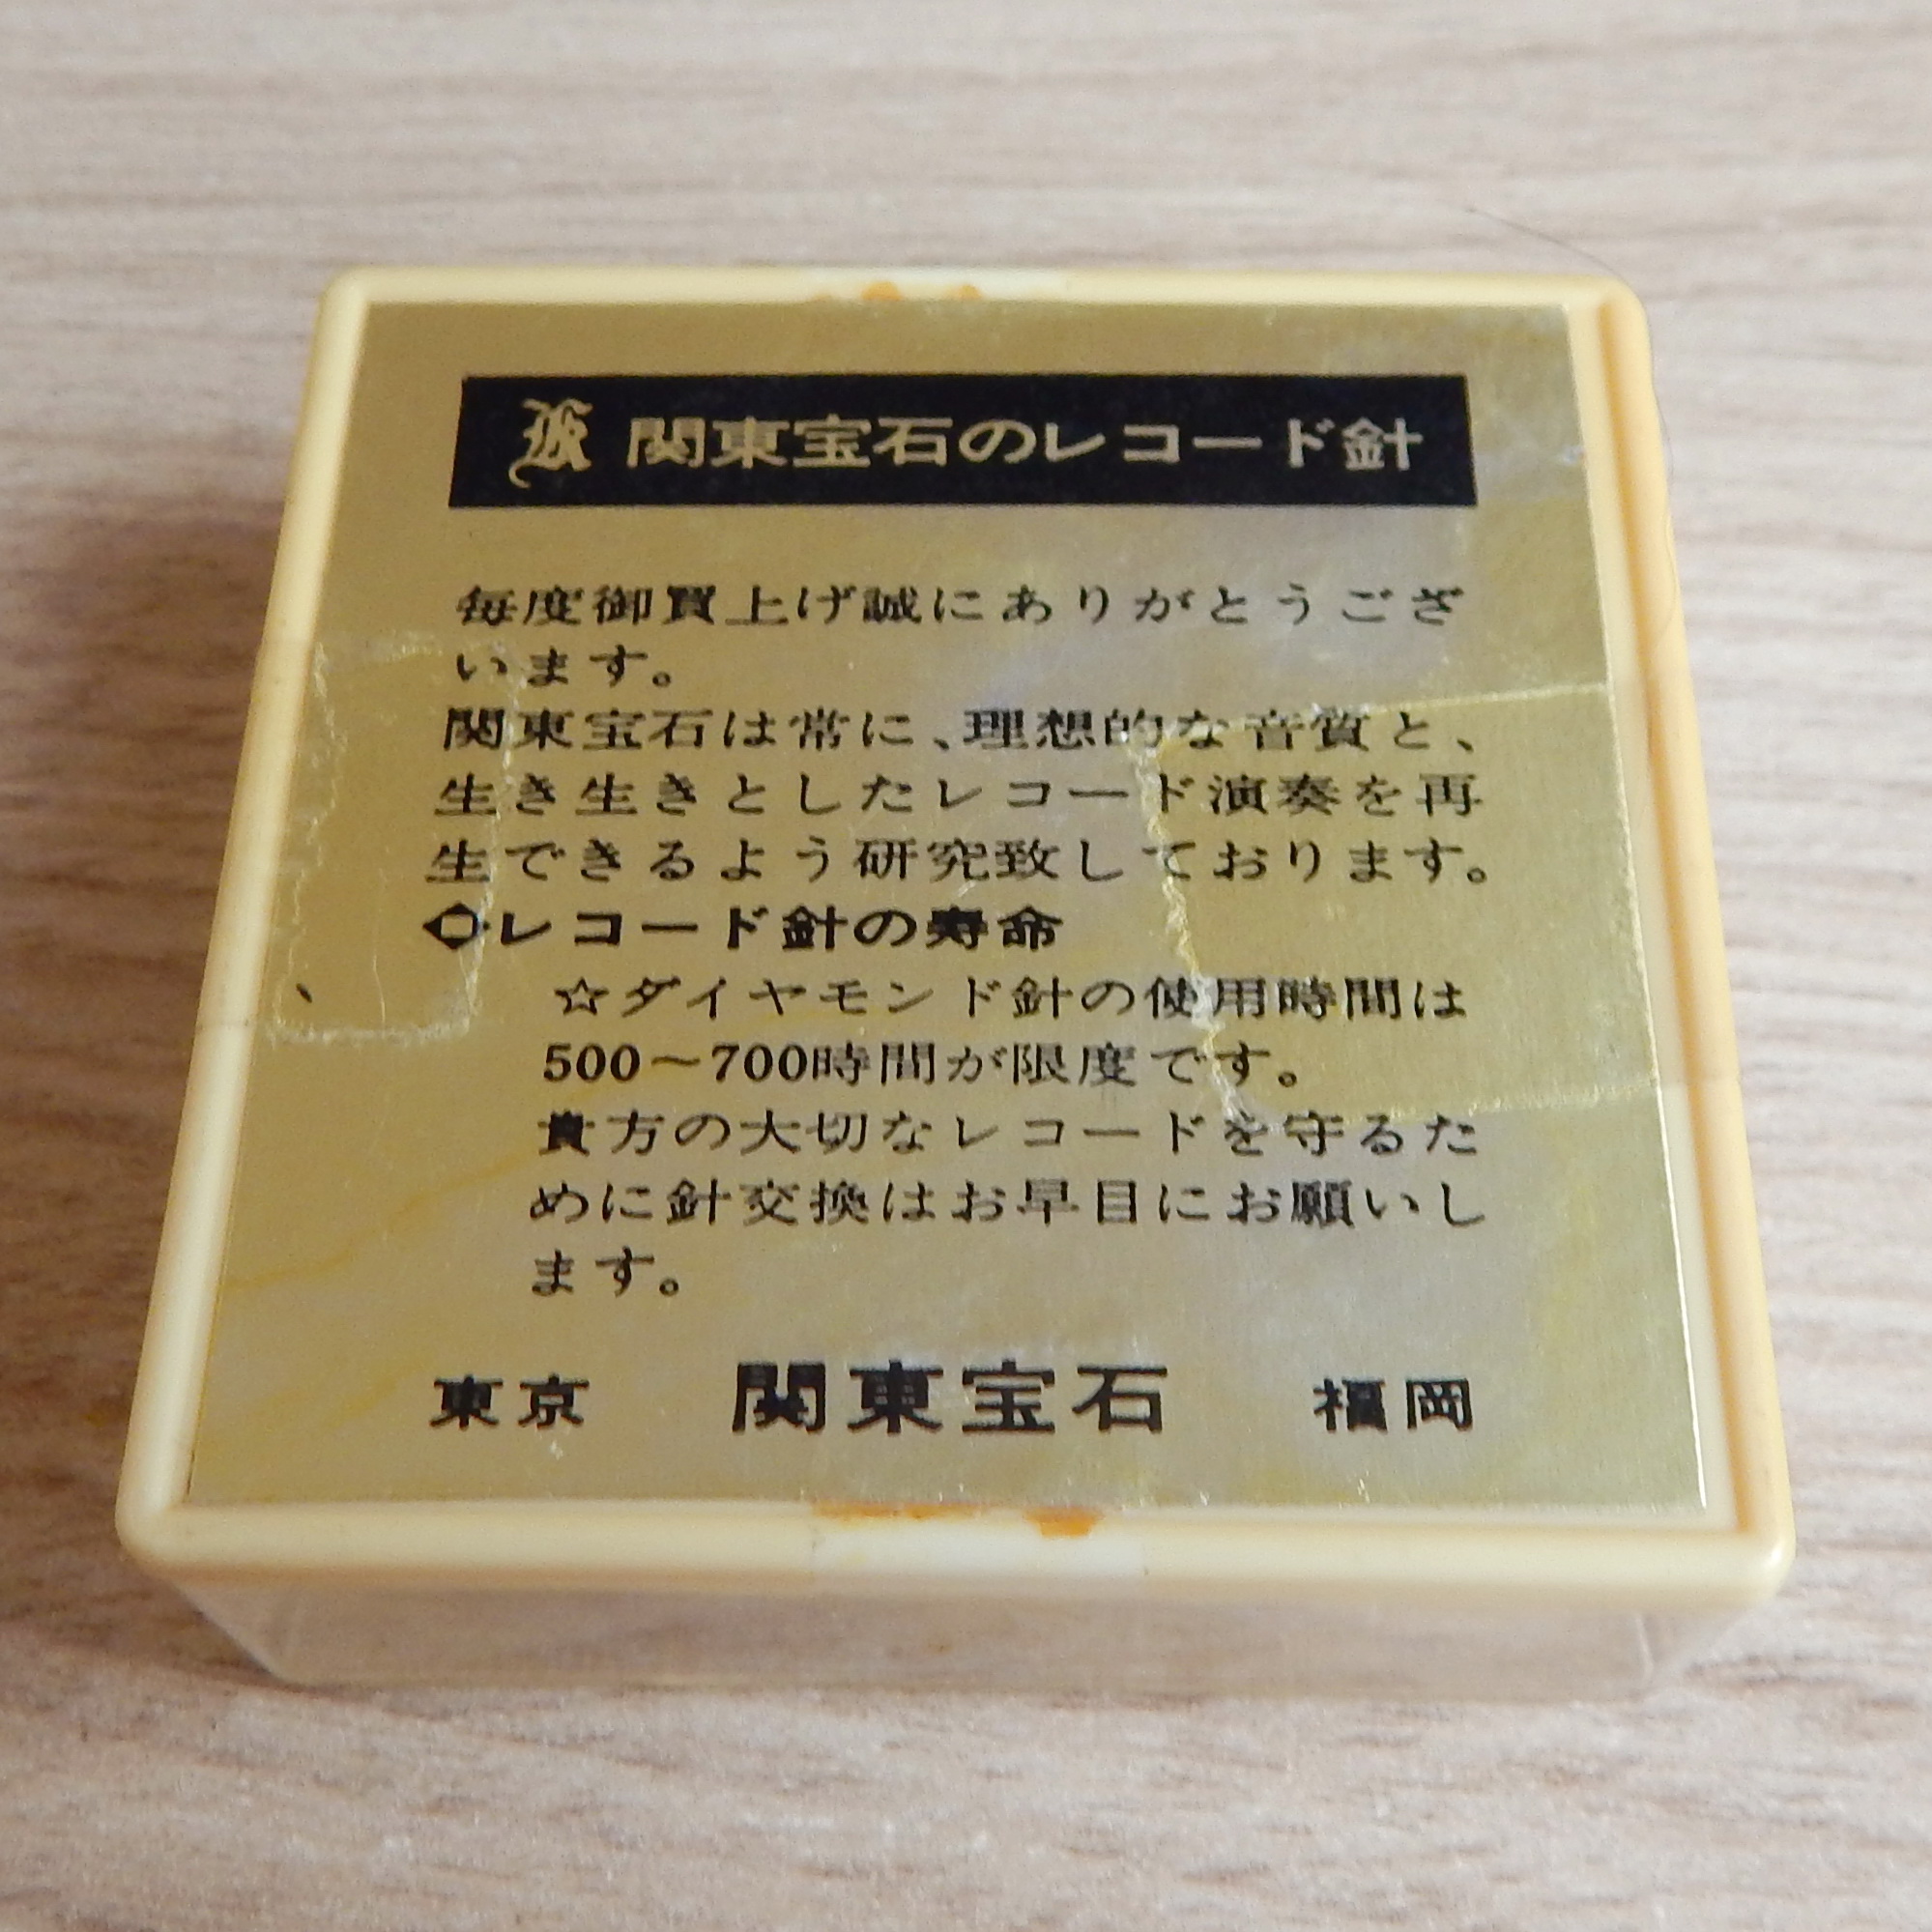 K 関東宝石のレコード針
毎度御買上げ誠にありがとうござ
います。
関東宝石は常に、理想的な音質と、
生き生きとしたレコード演奏を再
生できるよう研究致しております。
◇レコード針の寿命
☆ダイヤモンド針の使用時間は
500〜700時間が限度です。
貴方の大切なレコードを守るた
めに針交換はお早目にお願いし
ます。
東京 関東宝石 福岡